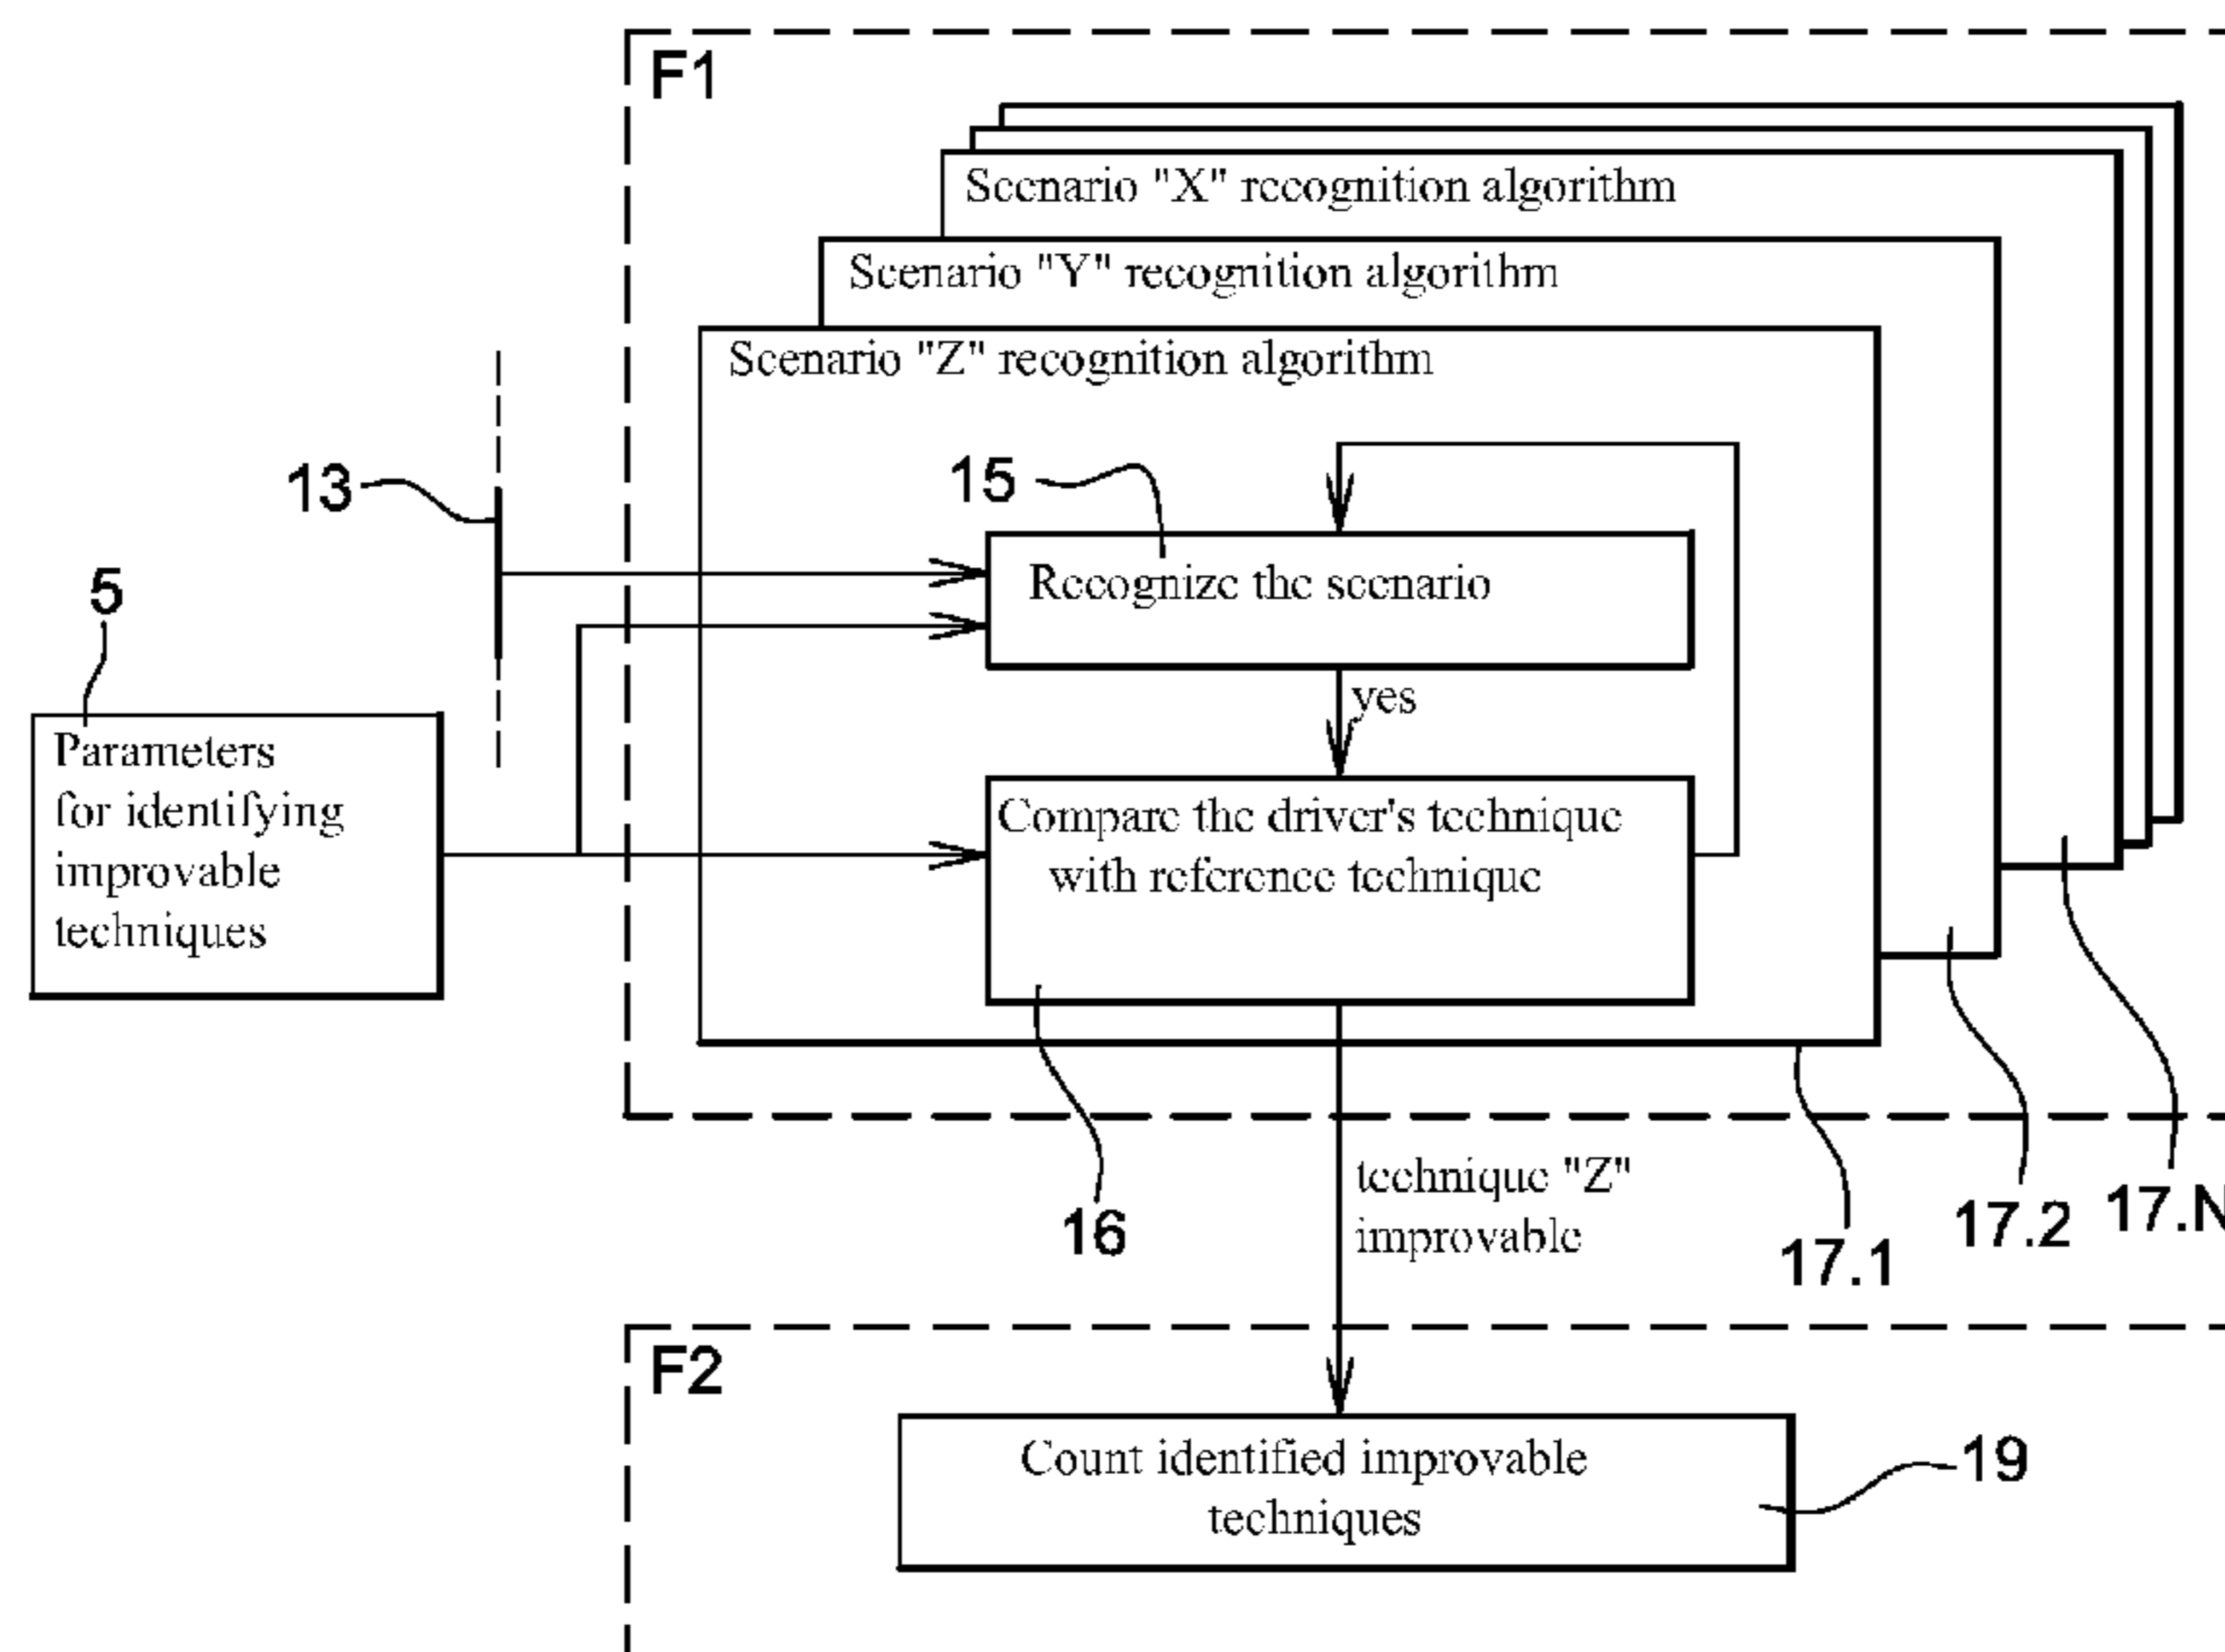 F1
Scenario "X" recognition algorithm
Scenario "Y" recognition algorithm
Scenario "Z" recognition algorithm
13
15
5
Recognize the scenario
yes
Parameters
for identifying
improvable
techniques
Compare the driver's technique
with reference technique
16
technique "Z"
improvable
17.1
17.2
17.N
F2
Count identified improvable
techniques
19